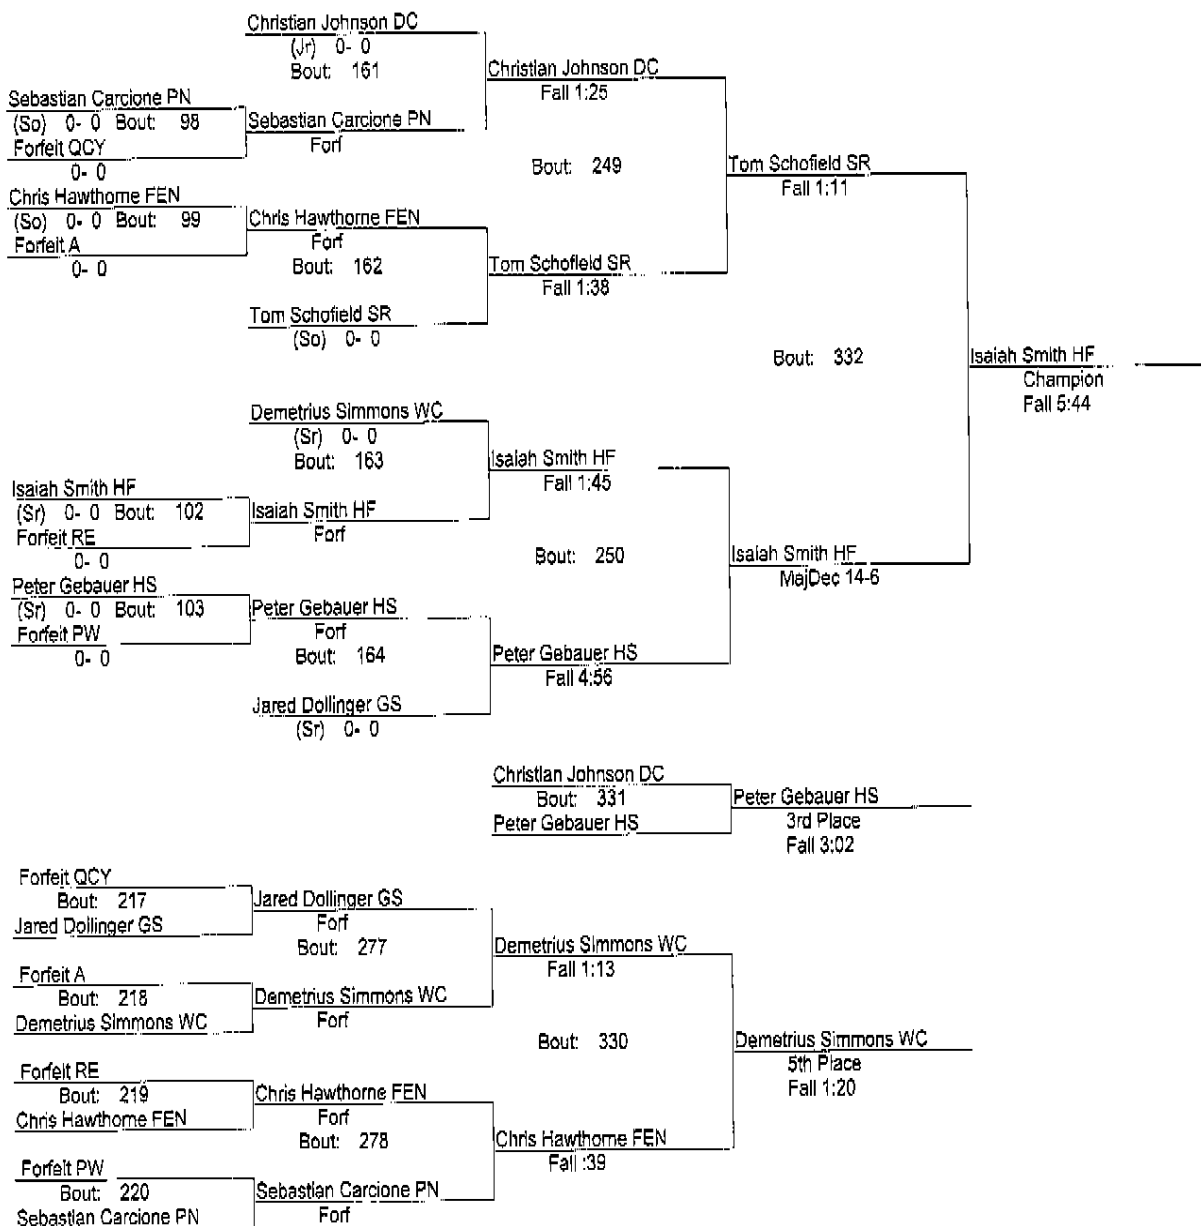 Christian Johnson DC
(Jr) 0- 0
Bout: 161
Christian Johnson DC
Fall 1:25
Sebastian Carcione PN
(So) 0- 0 Bout: 98
Sebastian Carcione PN
Forf
Forfeit QCY
0- 0
Bout: 249
Tom Schofield SR
Fall 1:11
Chris Hawthorne FEN
(So) 0- 0 Bout: 99
Chris Hawthorne FEN
Forf
Forfeit A
0- 0
Bout: 162
Tom Schofield SR
Fall 1:38
Tom Schofield SR
(So) 0- 0
Bout: 332
Isaiah Smith HF
Champion
Fall 5:44
Demetrius Simmons WC
(Sr) 0- 0
Bout: 163
Isaiah Smith HF
Fall 1:45
Isaiah Smith HF
(Sr) 0- 0 Bout: 102
Isaiah Smith HF
Forf
Forfeit RE
0- 0
Bout: 250
Isaiah Smith HF
MajDec 14-6
Peter Gebauer HS
(Sr) 0- 0 Bout: 103
Peter Gebauer HS
Forf
Forfeit PW
0- 0
Bout: 164
Peter Gebauer HS
Fall 4:56
Jared Dollinger GS
(Sr) 0- 0
Christian Johnson DC
Bout: 331
Peter Gebauer HS
Peter Gebauer HS
3rd Place
Fall 3:02
Forfeit QCY
Bout: 217
Jared Dollinger GS
Jared Dollinger GS
Forf
Bout: 277
Demetrius Simmons WC
Fall 1:13
Forfeit A
Bout: 218
Demetrius Simmons WC
Demetrius Simmons WC
Forf
Bout: 330
Demetrius Simmons WC
5th Place
Fall 1:20
Forfeit RE
Bout: 219
Chris Hawthorne FEN
Chris Hawthorne FEN
Forf
Bout: 278
Chris Hawthorne FEN
Fall :39
Forfeit PW
Bout: 220
Sebastian Carcione PN
Sebastian Carcione PN
Forf